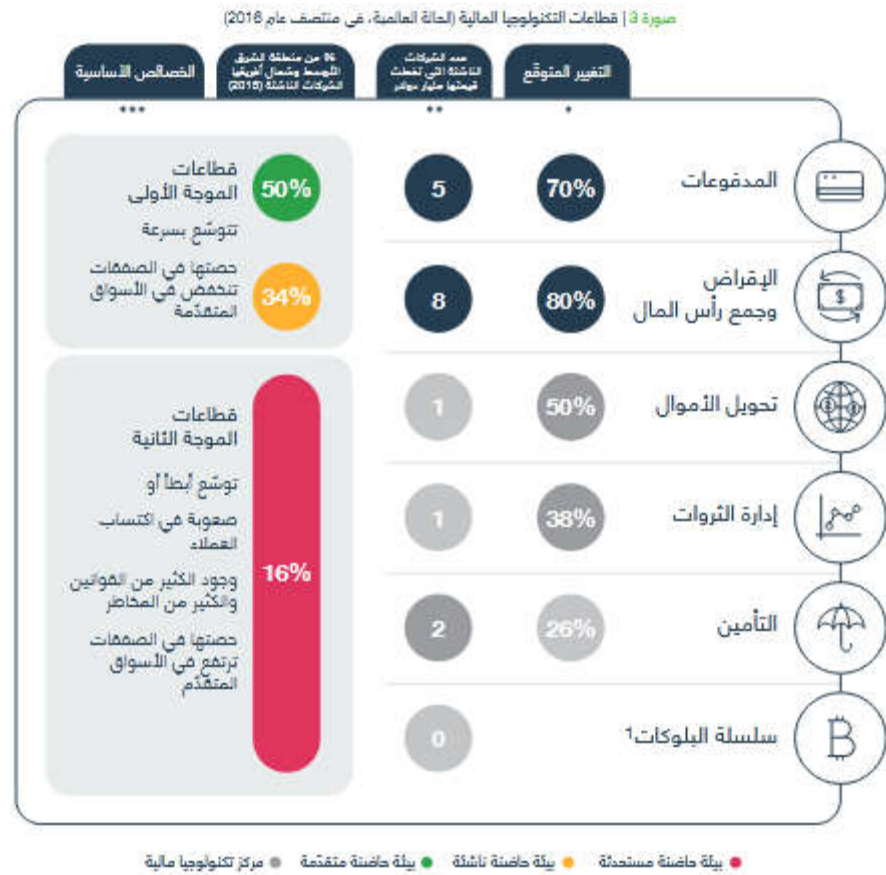 صورة 3 | قطاعات التكنولوجيا المالية (الحالة العالمية، في منتصف عام 2016)
التغيير المتوقّع
عدد الشركات
الناشئة التي تخطت
قيمتها مليار دولار
% من منطقة الشرق
الأوسط وشمال أفريقيا
الشركات الناشئة (2015)
الخصائص الأساسية
•
••
•••
المدفوعات
70%
5
50%
قطاعات
الموجة الأولى
تتوسّع بسرعة
الإقراض
وجمع رأس المال
80%
8
34%
حصتها في الصفقات
تنخفض في الأسواق
المتقدّمة
تحويل الأموال
50%
1
إدارة الثروات
38%
1
التأمين
26%
2
سلسلة البلوكات¹
0
16%
قطاعات
الموجة الثانية
توسّع أبطأ أو
صعوبة في اكتساب
العملاء
وجود الكثير من القوانين
والكثير من المخاطر
حصتها في الصفقات
ترتفع في الأسواق
المتقدّم
بيئة حاضنة مستحدثة
بيئة حاضنة ناشئة
بيئة حاضنة متقدّمة
مركز تكنولوجيا مالية